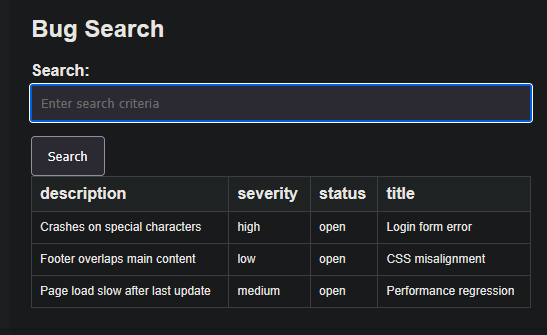 Bug Search
Search:
Enter search criteria
Search
description severity status title
Crashes on special characters high open Login form error
Footer overlaps main content low open CSS misalignment
Page load slow after last update medium open Performance regression